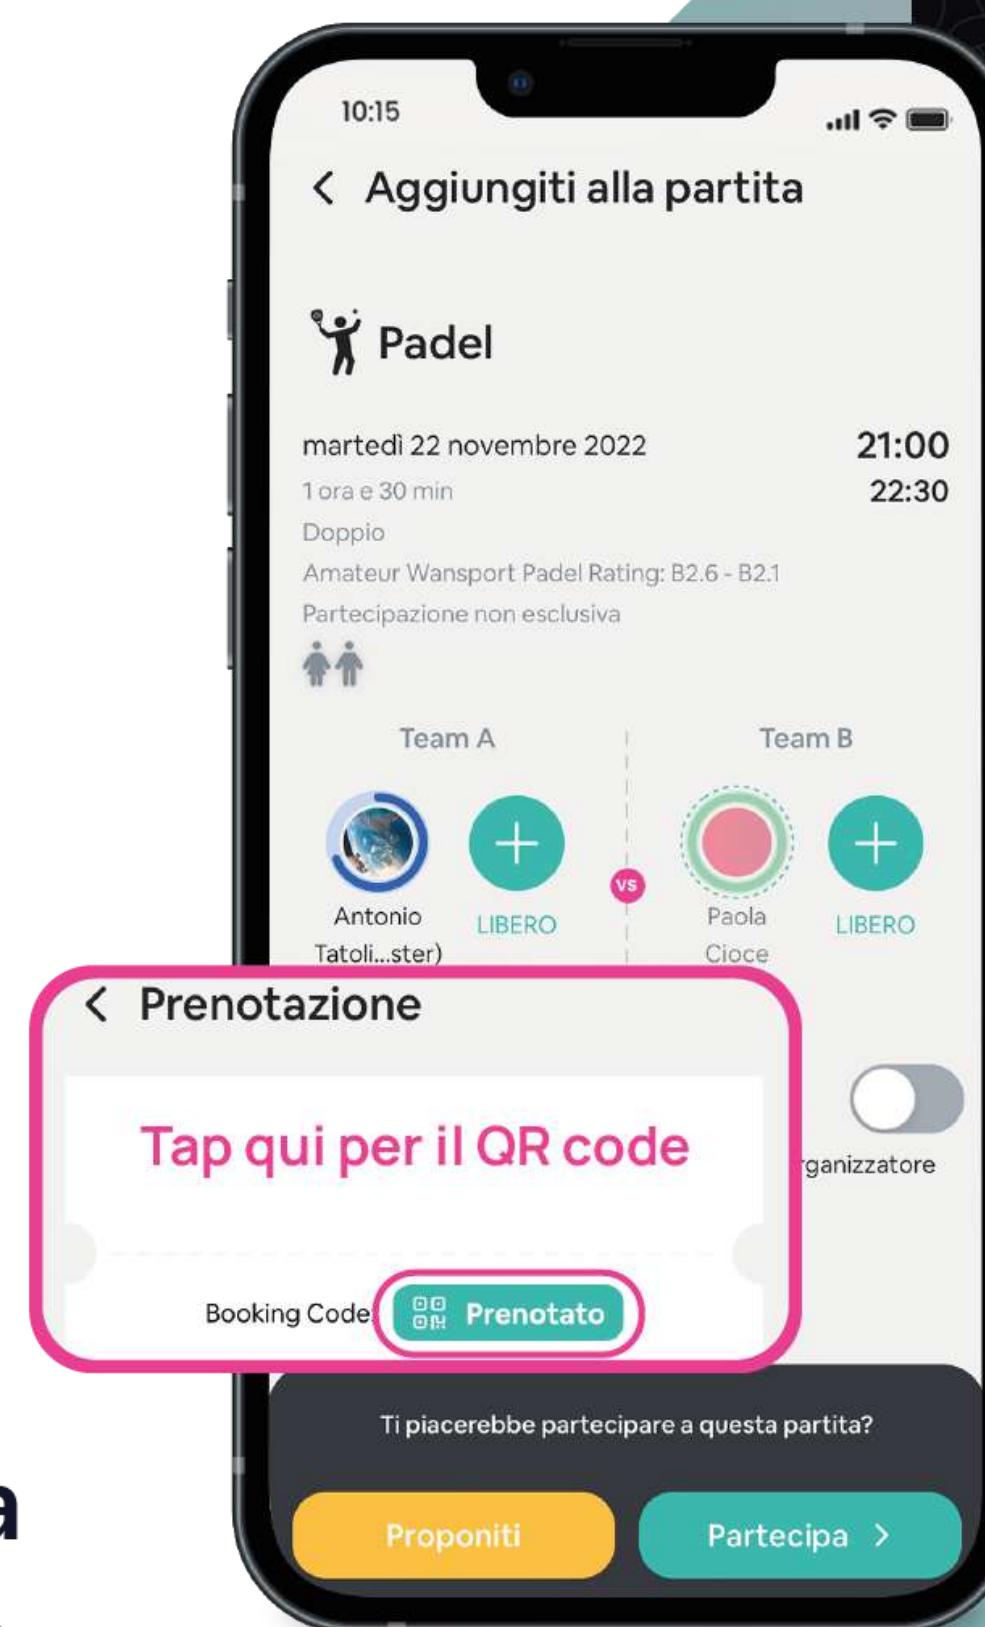 10:15
< Aggiungiti alla partita
Padel
martedì 22 novembre 2022 21:00
1 ora e 30 min 22:30
Doppio
Amateur Wansport Padel Rating: B2.6 - B2.1
Partecipazione non esclusiva
Team A Team B
VS
Antonio LIBERO Paola LIBERO
Tatoli...ster) Cioce
< Prenotazione
Tap qui per il QR code
rganizzatore
Booking Code: Prenotato
Ti piacerebbe partecipare a questa partita?
a
Proponiti Partecipa >